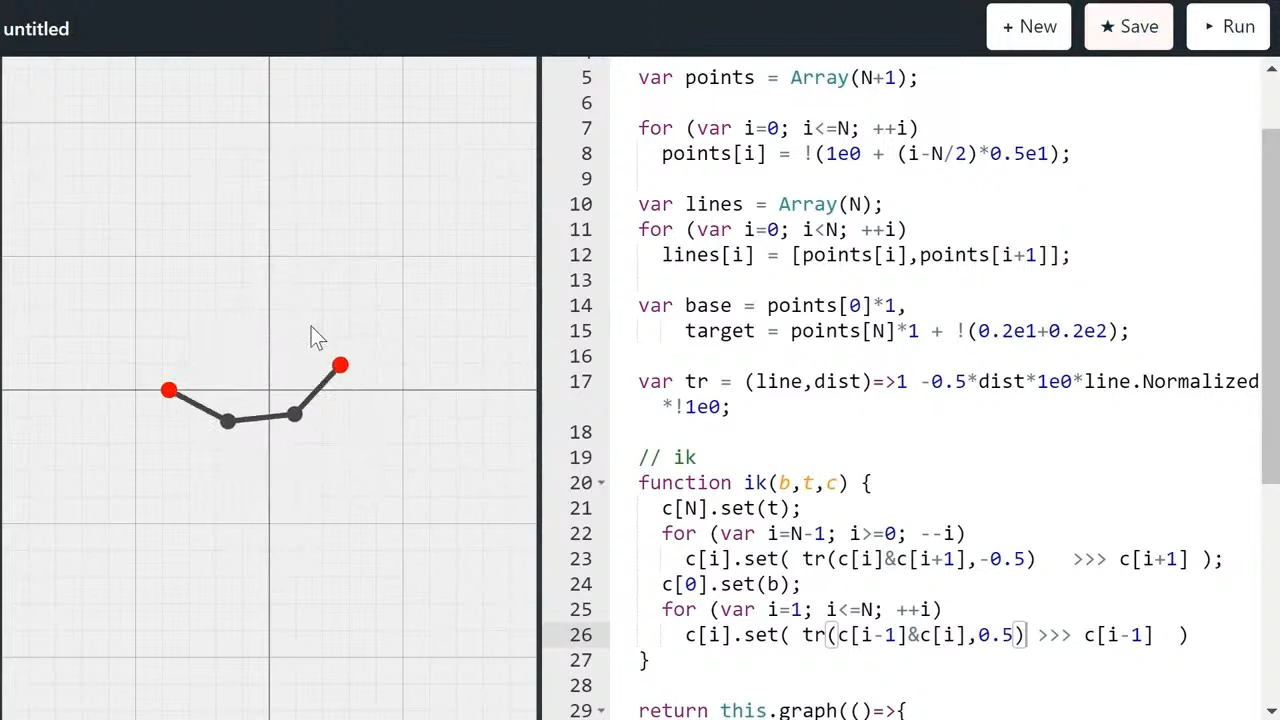 untitled
+ New
★ Save
‣ Run
5 var points = Array(N+1);
6
7 for (var i=0; i<=N; ++i)
8 points[i] = !(1e0 + (i-N/2)*0.5e1);
9
10 var lines = Array(N);
11 for (var i=0; i<N; ++i)
12 lines[i] = [points[i],points[i+1]];
13
14 var base = points[0]*1,
15 target = points[N]*1 + !(0.2e1+0.2e2);
16
17 var tr = (line,dist)=>1 -0.5*dist*1e0*line.Normalized
*!1e0;
18
19 // ik
20 function ik(b,t,c) {
21 c[N].set(t);
22 for (var i=N-1; i>=0; --i)
23 c[i].set( tr(c[i]&c[i+1],-0.5) >>> c[i+1] );
24 c[0].set(b);
25 for (var i=1; i<=N; ++i)
26 c[i].set( tr(c[i-1]&c[i],0.5) >>> c[i-1] )
27 }
28
29 return this.graph(()=>{